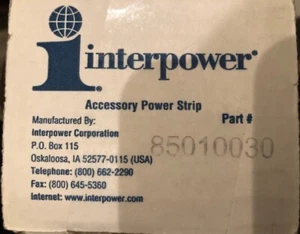 interpower®
Accessory Power Strip
Manufactured By:
Part #
Interpower Corporation
P.O. Box 115
85010030
Oskaloosa, IA 52577-0115 (USA)
Telephone: (800) 662-2290
Fax: (800) 645-5360
Internet: www.interpower.com